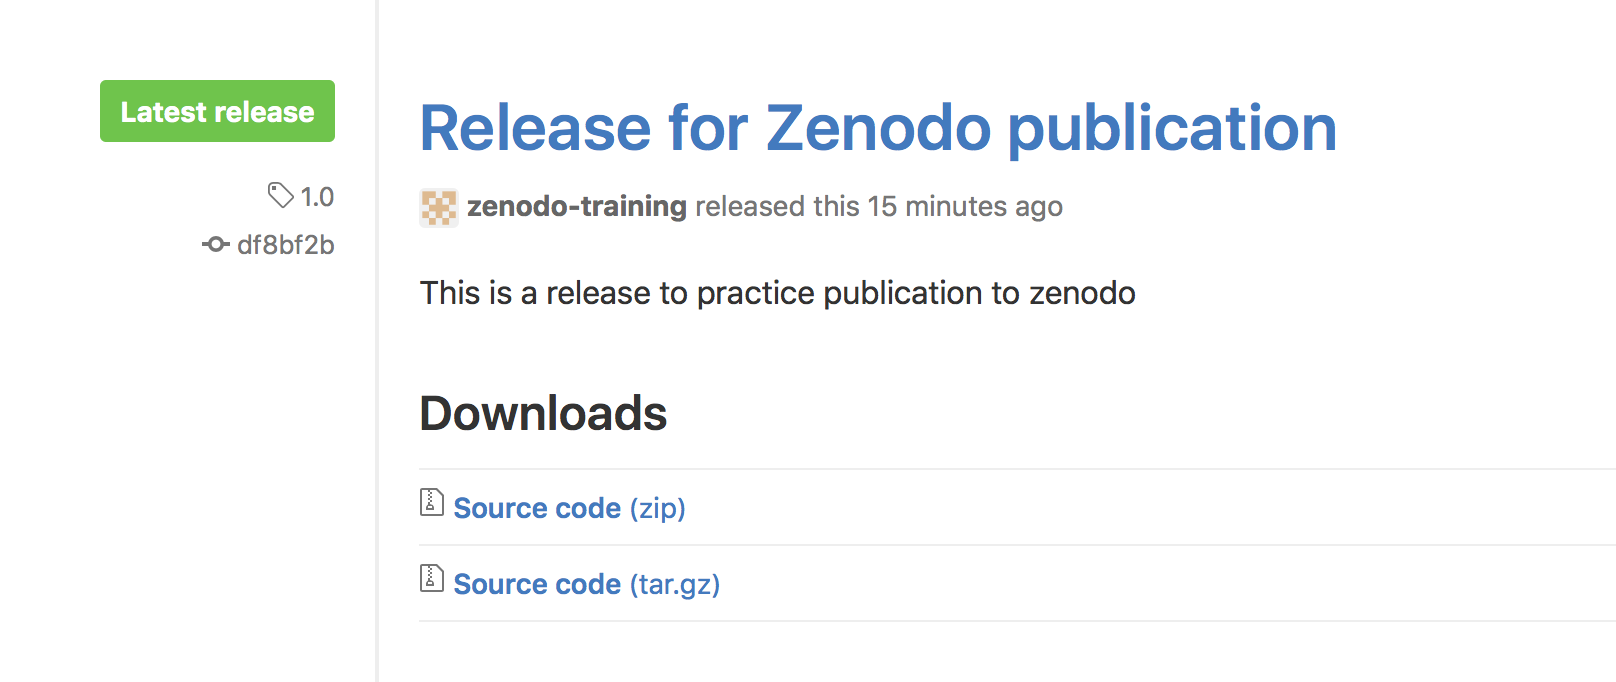 Latest release
1.0
df8bf2b
Release for Zenodo publication
zenodo-training released this 15 minutes ago
This is a release to practice publication to zenodo
Downloads
Source code (zip)
Source code (tar.gz)